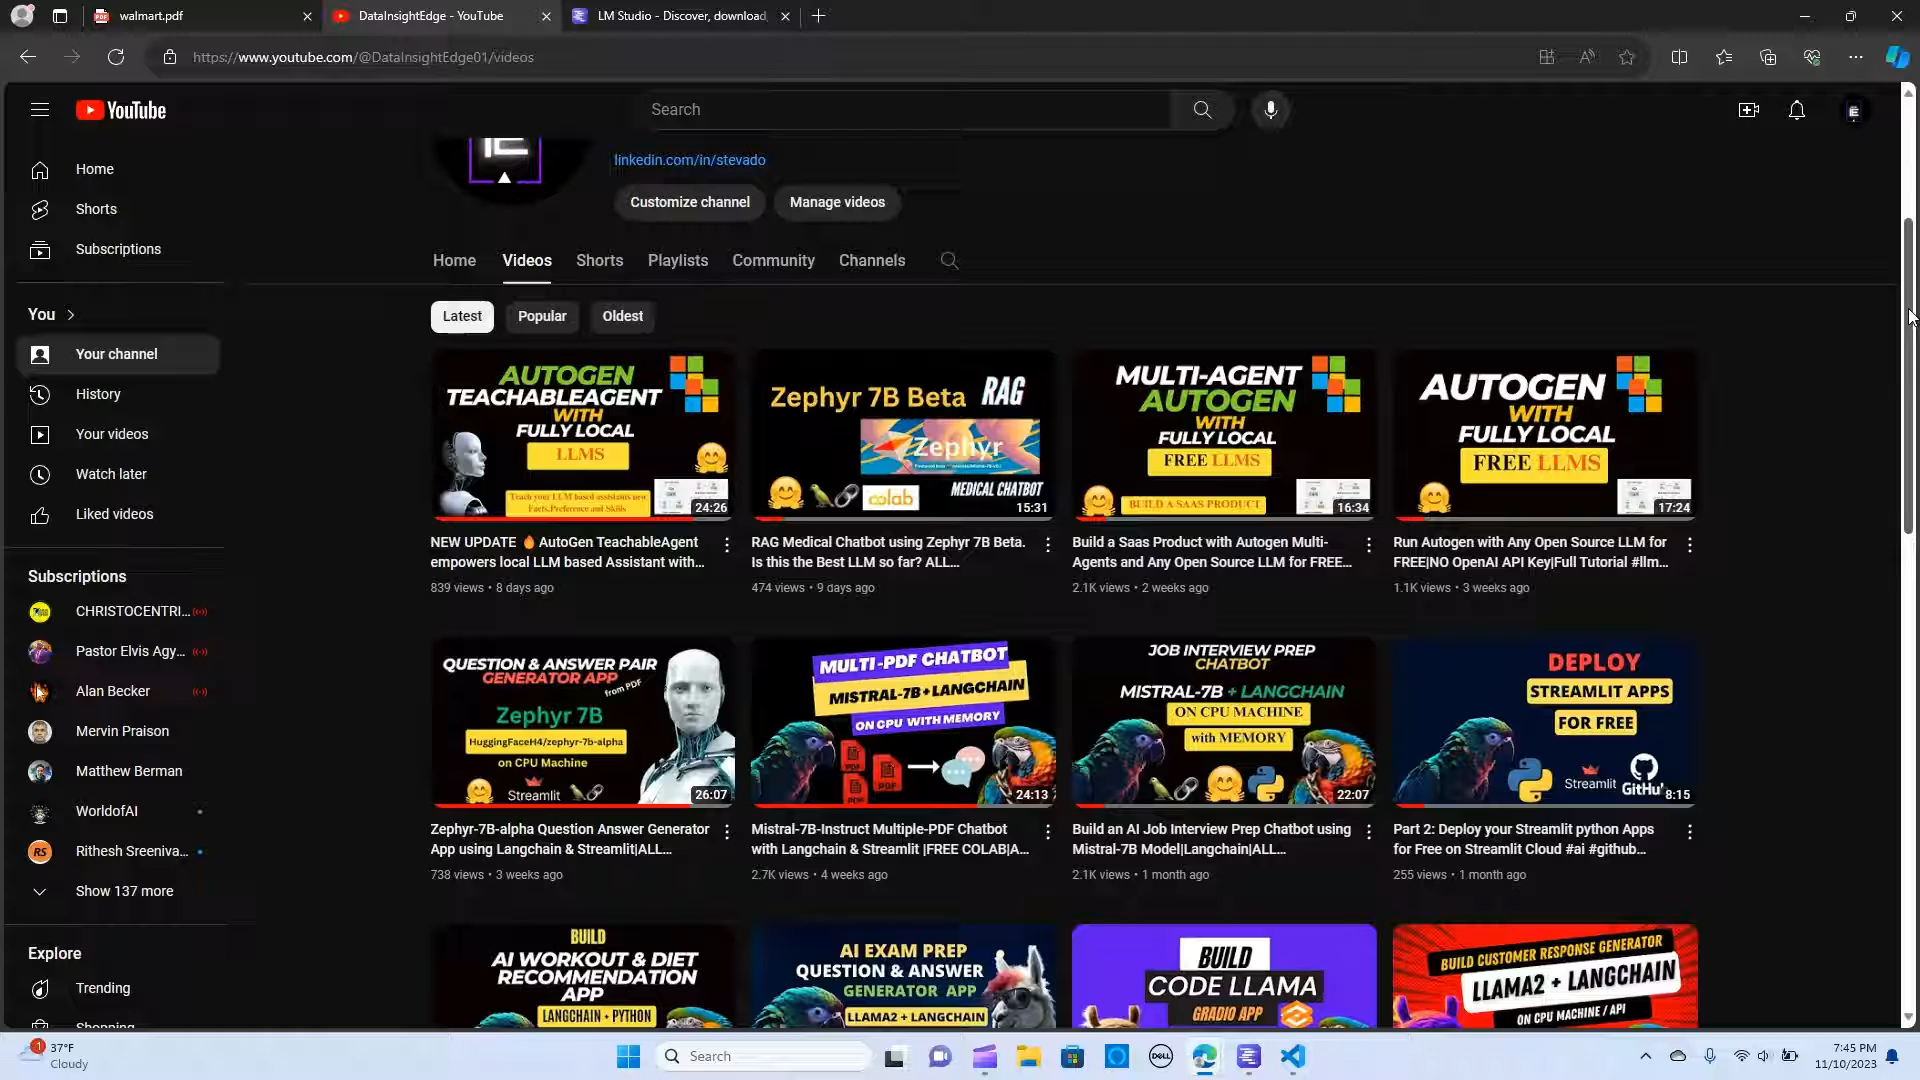 walmart.pdf
DataInsightEdge - YouTube
LM Studio - Discover, download,
https://www.youtube.com/@DataInsightEdge01/videos
YouTube
Search
E
Home
Shorts
Subscriptions
You
Your channel
History
Your videos
Watch later
Liked videos
Subscriptions
CHRISTOCENTRI...
Pastor Elvis Agy...
Alan Becker
Mervin Praison
Matthew Berman
WorldofAI
RS
Rithesh Sreeniva...
Show 137 more
Explore
Trending
Shopping
linkedin.com/in/stevado
Customize channel
Manage videos
Home
Videos
Shorts
Playlists
Community
Channels
Latest
Popular
Oldest
AUTOGEN
TEACHABLEAGENT
WITH
FULLY LOCAL
LLMS
Teach your LLM based assistants new
Facts,Preference and Skills
24:26
NEW UPDATE 🔥 AutoGen TeachableAgent
empowers local LLM based Assistant with...
839 views • 8 days ago
Zephyr 7B Beta RAG
Zephyr
colab
MEDICAL CHATBOT
15:31
RAG Medical Chatbot using Zephyr 7B Beta.
Is this the Best LLM so far? ALL...
474 views • 9 days ago
MULTI-AGENT
AUTOGEN
WITH
FULLY LOCAL
FREE LLMS
BUILD A SAAS PRODUCT
16:34
Build a Saas Product with Autogen Multi-
Agents and Any Open Source LLM for FREE...
2.1K views • 2 weeks ago
AUTOGEN
WITH
FULLY LOCAL
FREE LLMS
17:24
Run Autogen with Any Open Source LLM for
FREE|NO OpenAI API Key|Full Tutorial #llm...
1.1K views • 3 weeks ago
QUESTION & ANSWER PAIR
GENERATOR APP from PDF
Zephyr 7B
HuggingFaceH4/zephyr-7b-alpha
on CPU Machine
Streamlit
26:07
Zephyr-7B-alpha Question Answer Generator
App using Langchain & Streamlit|ALL...
738 views • 3 weeks ago
MULTI-PDF CHATBOT
MISTRAL-7B+LANGCHAIN
ON CPU WITH MEMORY
PDF
24:13
Mistral-7B-Instruct Multiple-PDF Chatbot
with Langchain & Streamlit |FREE COLAB|A...
2.7K views • 4 weeks ago
JOB INTERVIEW PREP
CHATBOT
MISTRAL-7B + LANGCHAIN
ON CPU MACHINE
with MEMORY
22:07
Build an AI Job Interview Prep Chatbot using
Mistral-7B Model|Langchain|ALL...
2.1K views • 1 month ago
DEPLOY
STREAMLIT APPS
FOR FREE
Streamlit
GitHu
8:15
Part 2: Deploy your Streamlit python Apps
for Free on Streamlit Cloud #ai #github...
255 views • 1 month ago
BUILD
AI WORKOUT & DIET
RECOMMENDATION
APP
LANGCHAIN + PYTHON
AI EXAM PREP
QUESTION & ANSWER
GENERATOR APP
LLAMA2 + LANGCHAIN
BUILD
CODE LLAMA
GRADIO APP
BUILD CUSTOMER RESPONSE GENERATOR
LLAMA2 + LANGCHAIN
ON CPU MACHINE / API
1
37°F
Cloudy
Search
DELL
7:45 PM
11/10/2023